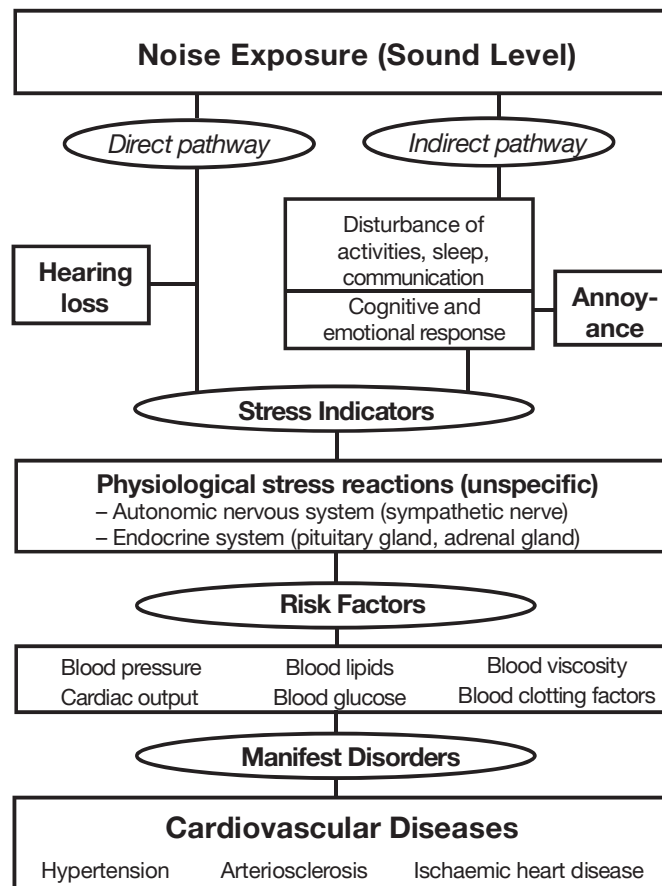 Noise Exposure (Sound Level)
Direct pathway
Indirect pathway
Disturbance of
activities, sleep,
communication
Hearing
loss
Cognitive and
emotional response
Annoy-
ance
Stress Indicators
Physiological stress reactions (unspecific)
– Autonomic nervous system (sympathetic nerve)
– Endocrine system (pituitary gland, adrenal gland)
Risk Factors
Blood pressure Blood lipids Blood viscosity
Cardiac output Blood glucose Blood clotting factors
Manifest Disorders
Cardiovascular Diseases
Hypertension Arteriosclerosis Ischaemic heart disease